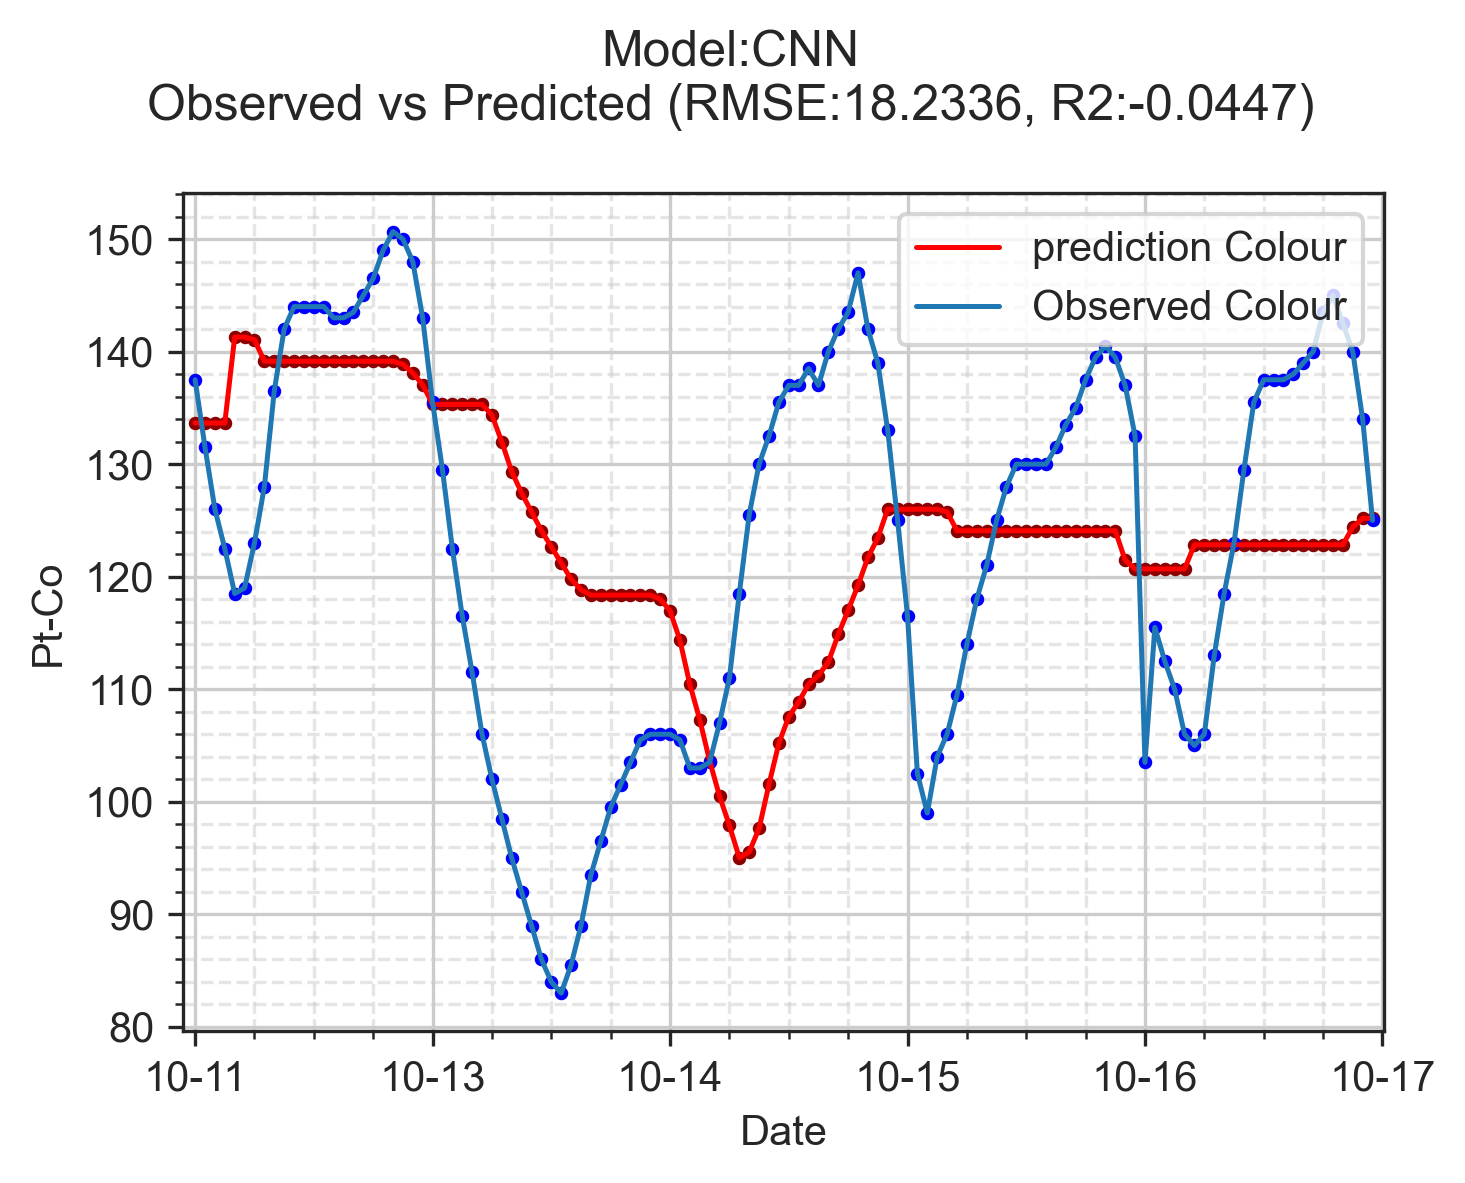 Model:CNN
Observed vs Predicted (RMSE:18.2336, R2:-0.0447)
prediction Colour
Observed Colour
150
140
130
120
110
100
90
80
Pt-Co
10-11
10-13
10-14
10-15
10-16
10-17
Date